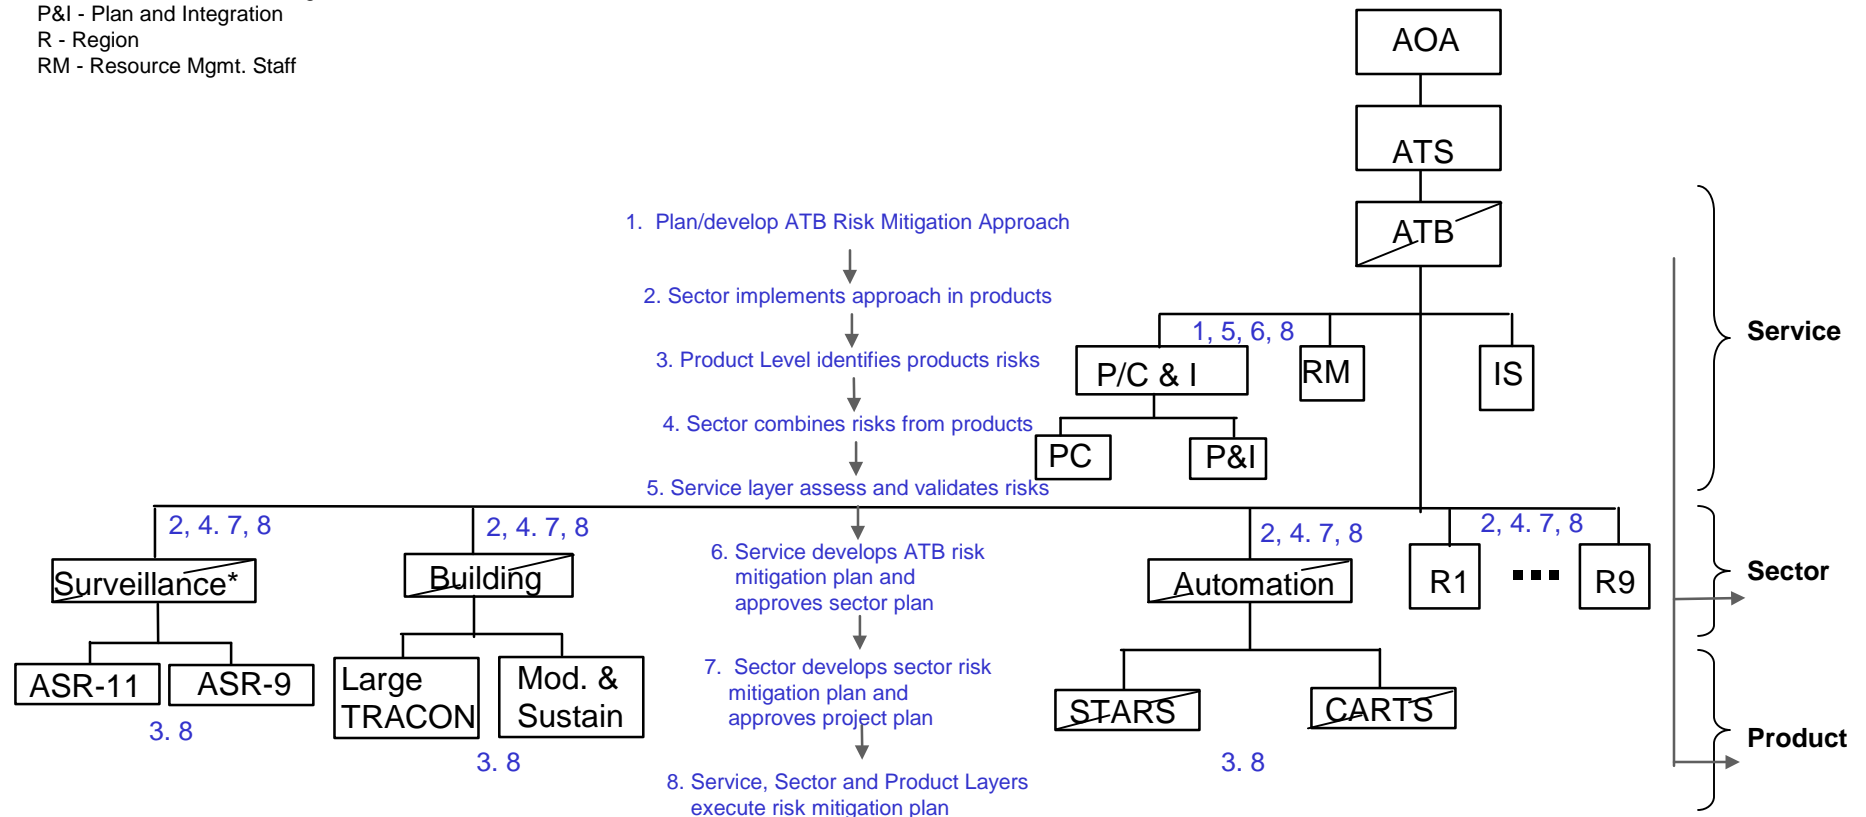 P&I - Plan and Integration
R - Region
RM - Resource Mgmt. Staff
AOA
ATS
ATB
1. Plan/develop ATB Risk Mitigation Approach
2. Sector implements approach in products
3. Product Level identifies products risks
4. Sector combines risks from products
5. Service layer assess and validates risks
6. Service develops ATB risk
mitigation plan and
approves sector plan
7. Sector develops sector risk
mitigation plan and
approves project plan
8. Service, Sector and Product Layers
execute risk mitigation plan
1, 5, 6, 8
P/C & I
RM
IS
PC
P&I
Service
2, 4. 7, 8
2, 4. 7, 8
2, 4. 7, 8
2, 4. 7, 8
Surveillance*
Building
Automation
R1
R9
Sector
ASR-11
ASR-9
Large
TRACON
Mod. &
Sustain
STARS
CARTS
3. 8
3. 8
3. 8
Product